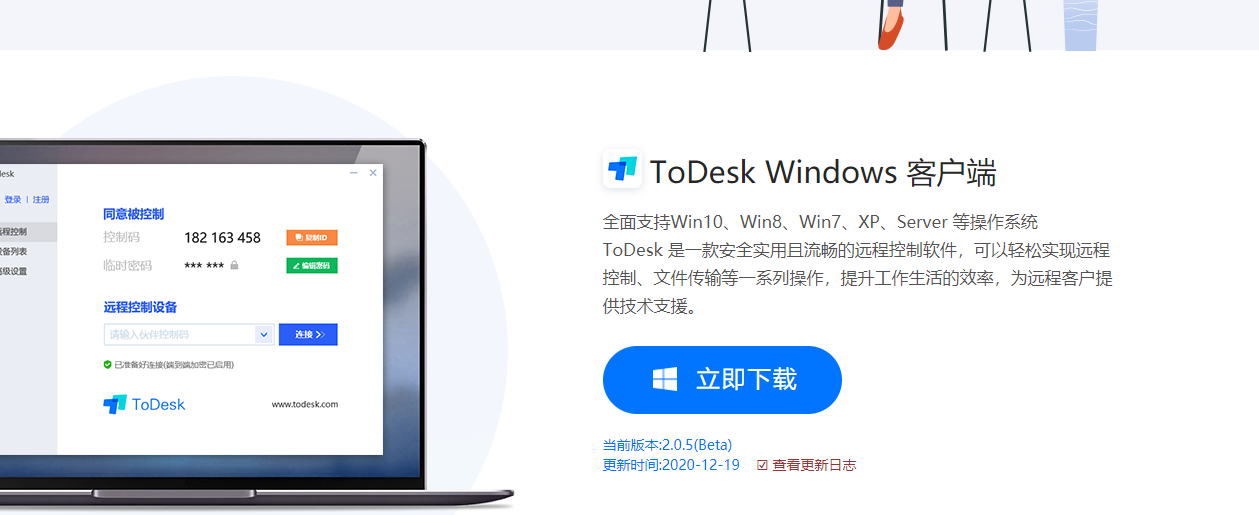 ToDesk Windows 客户端
全面支持Win10、Win8、Win7、XP、Server 等操作系统
ToDesk 是一款安全实用且流畅的远程控制软件，可以轻松实现远程
控制、文件传输等一系列操作，提升工作生活的效率，为远程客户提
供技术支援。
立即下载
当前版本:2.0.5(Beta)
更新时间:2020-12-19 ☑ 查看更新日志
esk
登录 | 注册
程控制
备列表
级设置
同意被控制
控制码 182 163 458 复制ID
临时密码 *** *** 编辑密码
远程控制设备
请输入伙伴控制码 连接
已准备好连接(端到端加密已启用)
ToDesk www.todesk.com